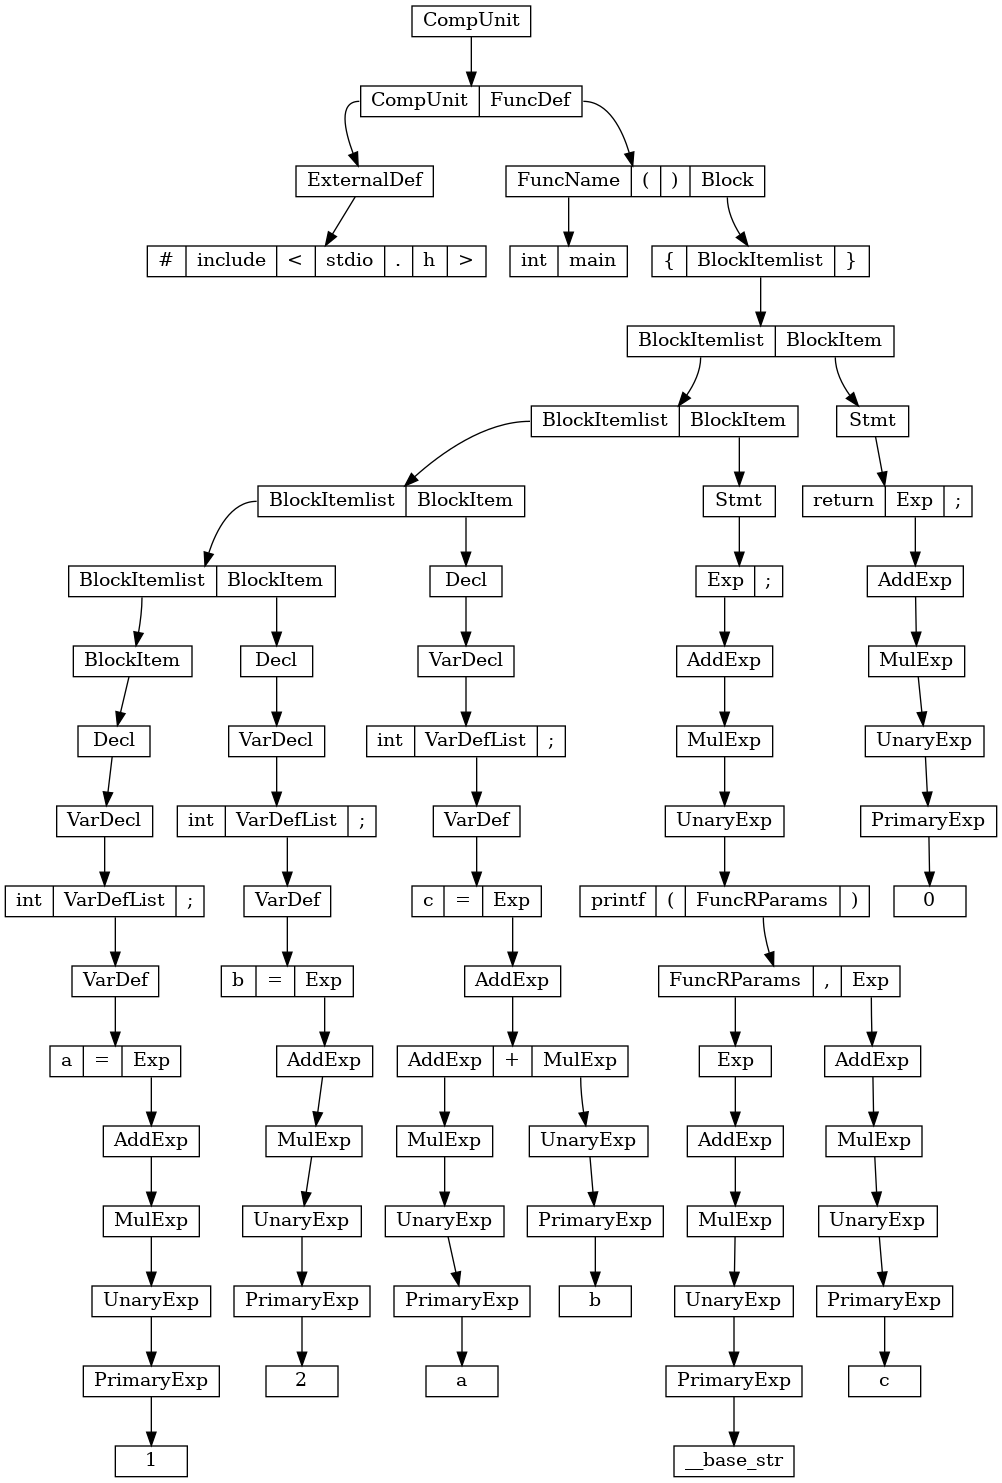 CompUnit
CompUnit FuncDef
ExternalDef FuncName ( ) Block
# include < stdio . h > int main { BlockItemlist }
BlockItemlist BlockItem
BlockItemlist BlockItem Stmt
BlockItemlist BlockItem Stmt return Exp ;
BlockItemlist BlockItem Decl Exp ; AddExp
BlockItem Decl VarDecl AddExp MulExp
Decl VarDecl int VarDefList ; MulExp UnaryExp
VarDecl int VarDefList ; VarDef UnaryExp PrimaryExp
int VarDefList ; VarDef c = Exp printf ( FuncRParams ) 0
VarDef b = Exp AddExp FuncRParams , Exp
a = Exp AddExp AddExp + MulExp Exp AddExp
AddExp MulExp MulExp UnaryExp AddExp MulExp
MulExp UnaryExp UnaryExp PrimaryExp MulExp UnaryExp
UnaryExp PrimaryExp PrimaryExp b UnaryExp PrimaryExp
PrimaryExp 2 a PrimaryExp c
1 __base_str